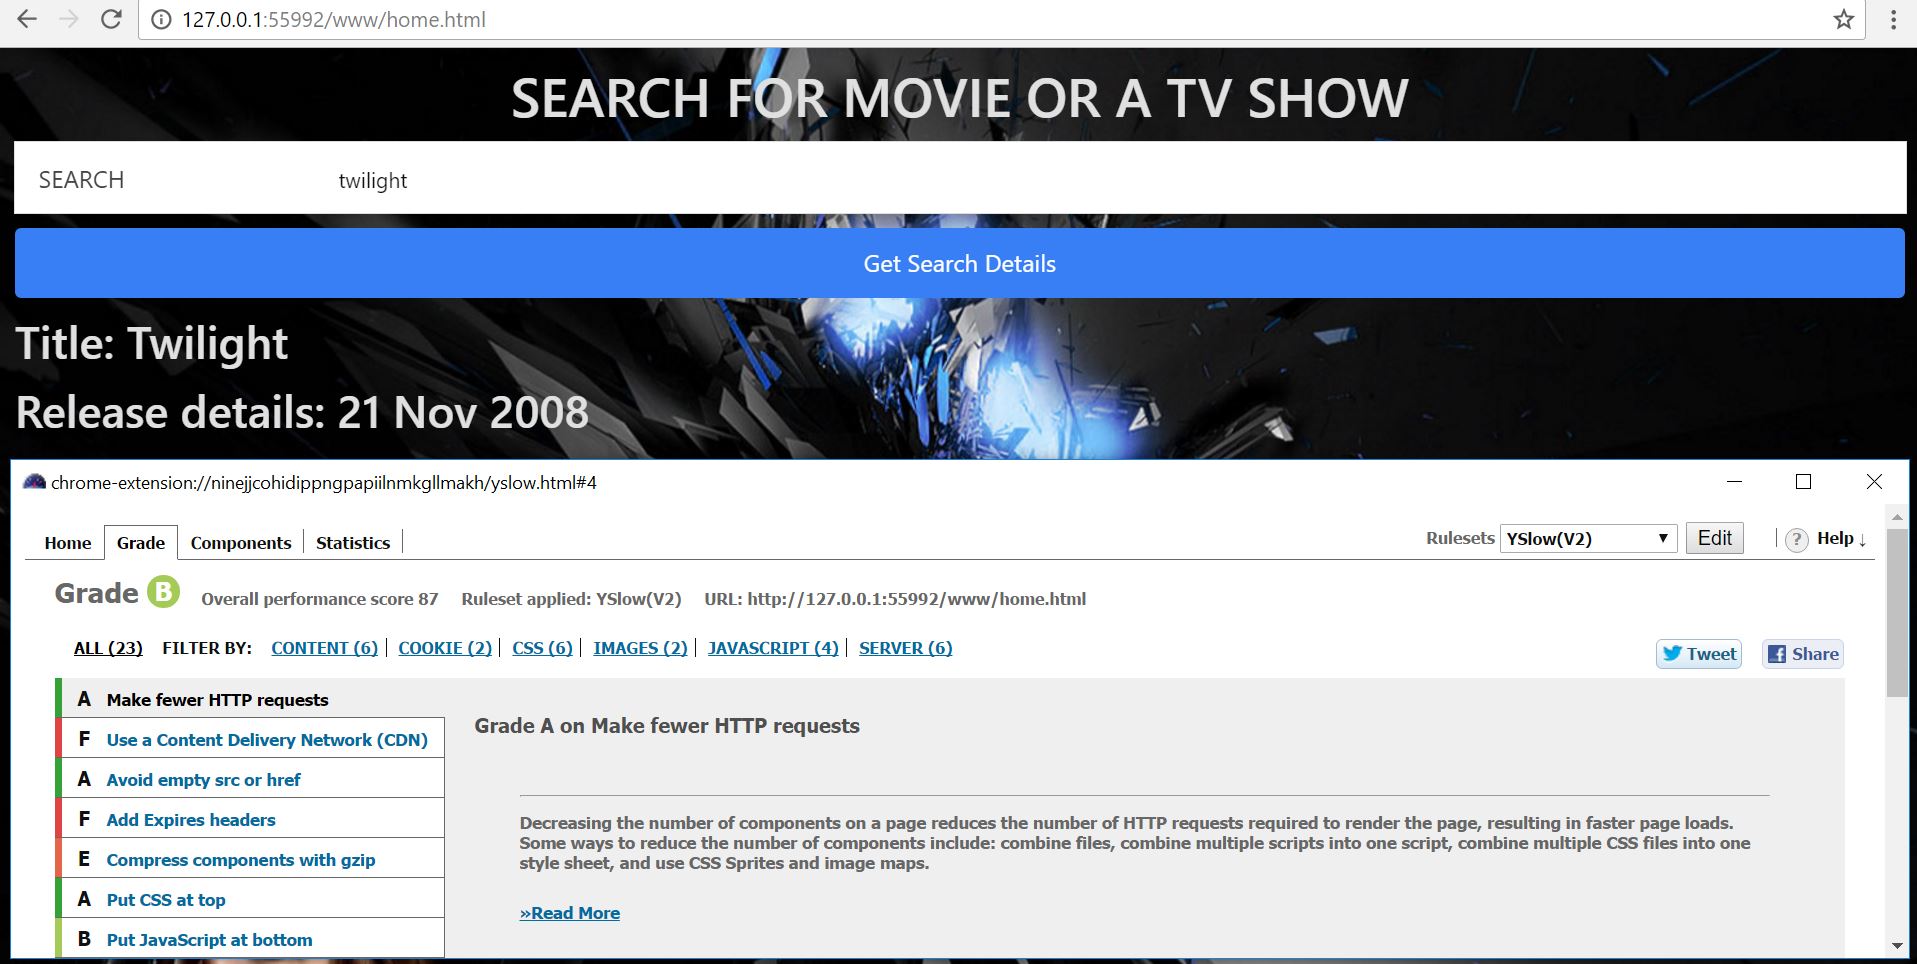 127.0.0.1:55992/www/home.html
SEARCH FOR MOVIE OR A TV SHOW
SEARCH twilight
Get Search Details
Title: Twilight
Release details: 21 Nov 2008
chrome-extension://ninejjcohidippngpapiilnmkgllmakh/yslow.html#4
Home Grade Components Statistics Rulesets YSlow(V2) Edit ? Help ↓
Grade B Overall performance score 87 Ruleset applied: YSlow(V2) URL: http://127.0.0.1:55992/www/home.html
ALL (23) FILTER BY: CONTENT (6) COOKIE (2) CSS (6) IMAGES (2) JAVASCRIPT (4) SERVER (6) Tweet Share
A Make fewer HTTP requests
F Use a Content Delivery Network (CDN)
A Avoid empty src or href
F Add Expires headers
E Compress components with gzip
A Put CSS at top
B Put JavaScript at bottom
Grade A on Make fewer HTTP requests
Decreasing the number of components on a page reduces the number of HTTP requests required to render the page, resulting in faster page loads.
Some ways to reduce the number of components include: combine files, combine multiple scripts into one script, combine multiple CSS files into one
style sheet, and use CSS Sprites and image maps.
»Read More